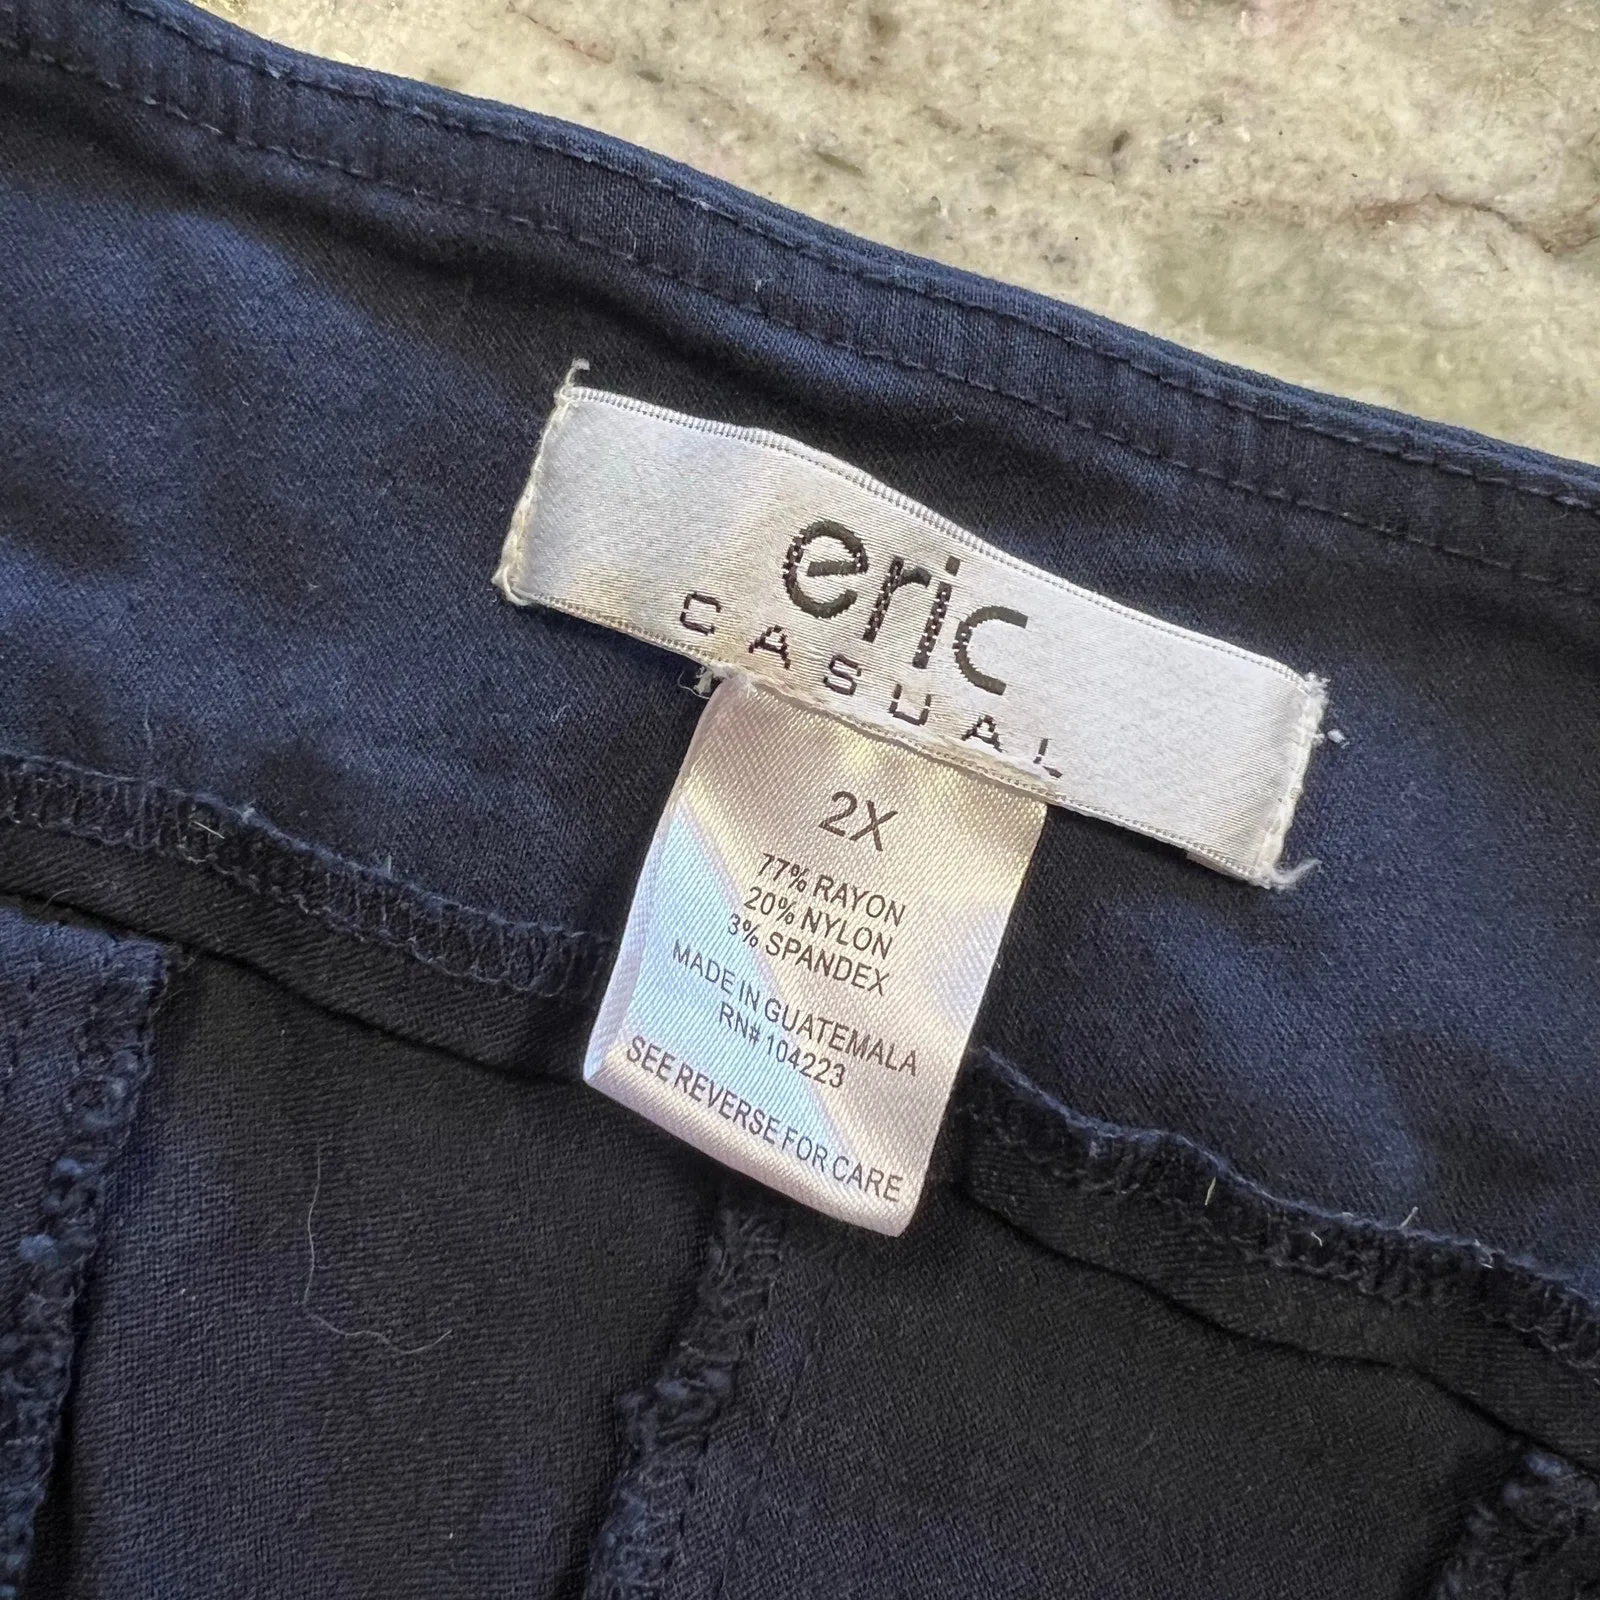 eric
CASUAL
2X
77% RAYON
20% NYLON
3% SPANDEX
MADE IN GUATEMALA
RN# 104223
SEE REVERSE FOR CARE